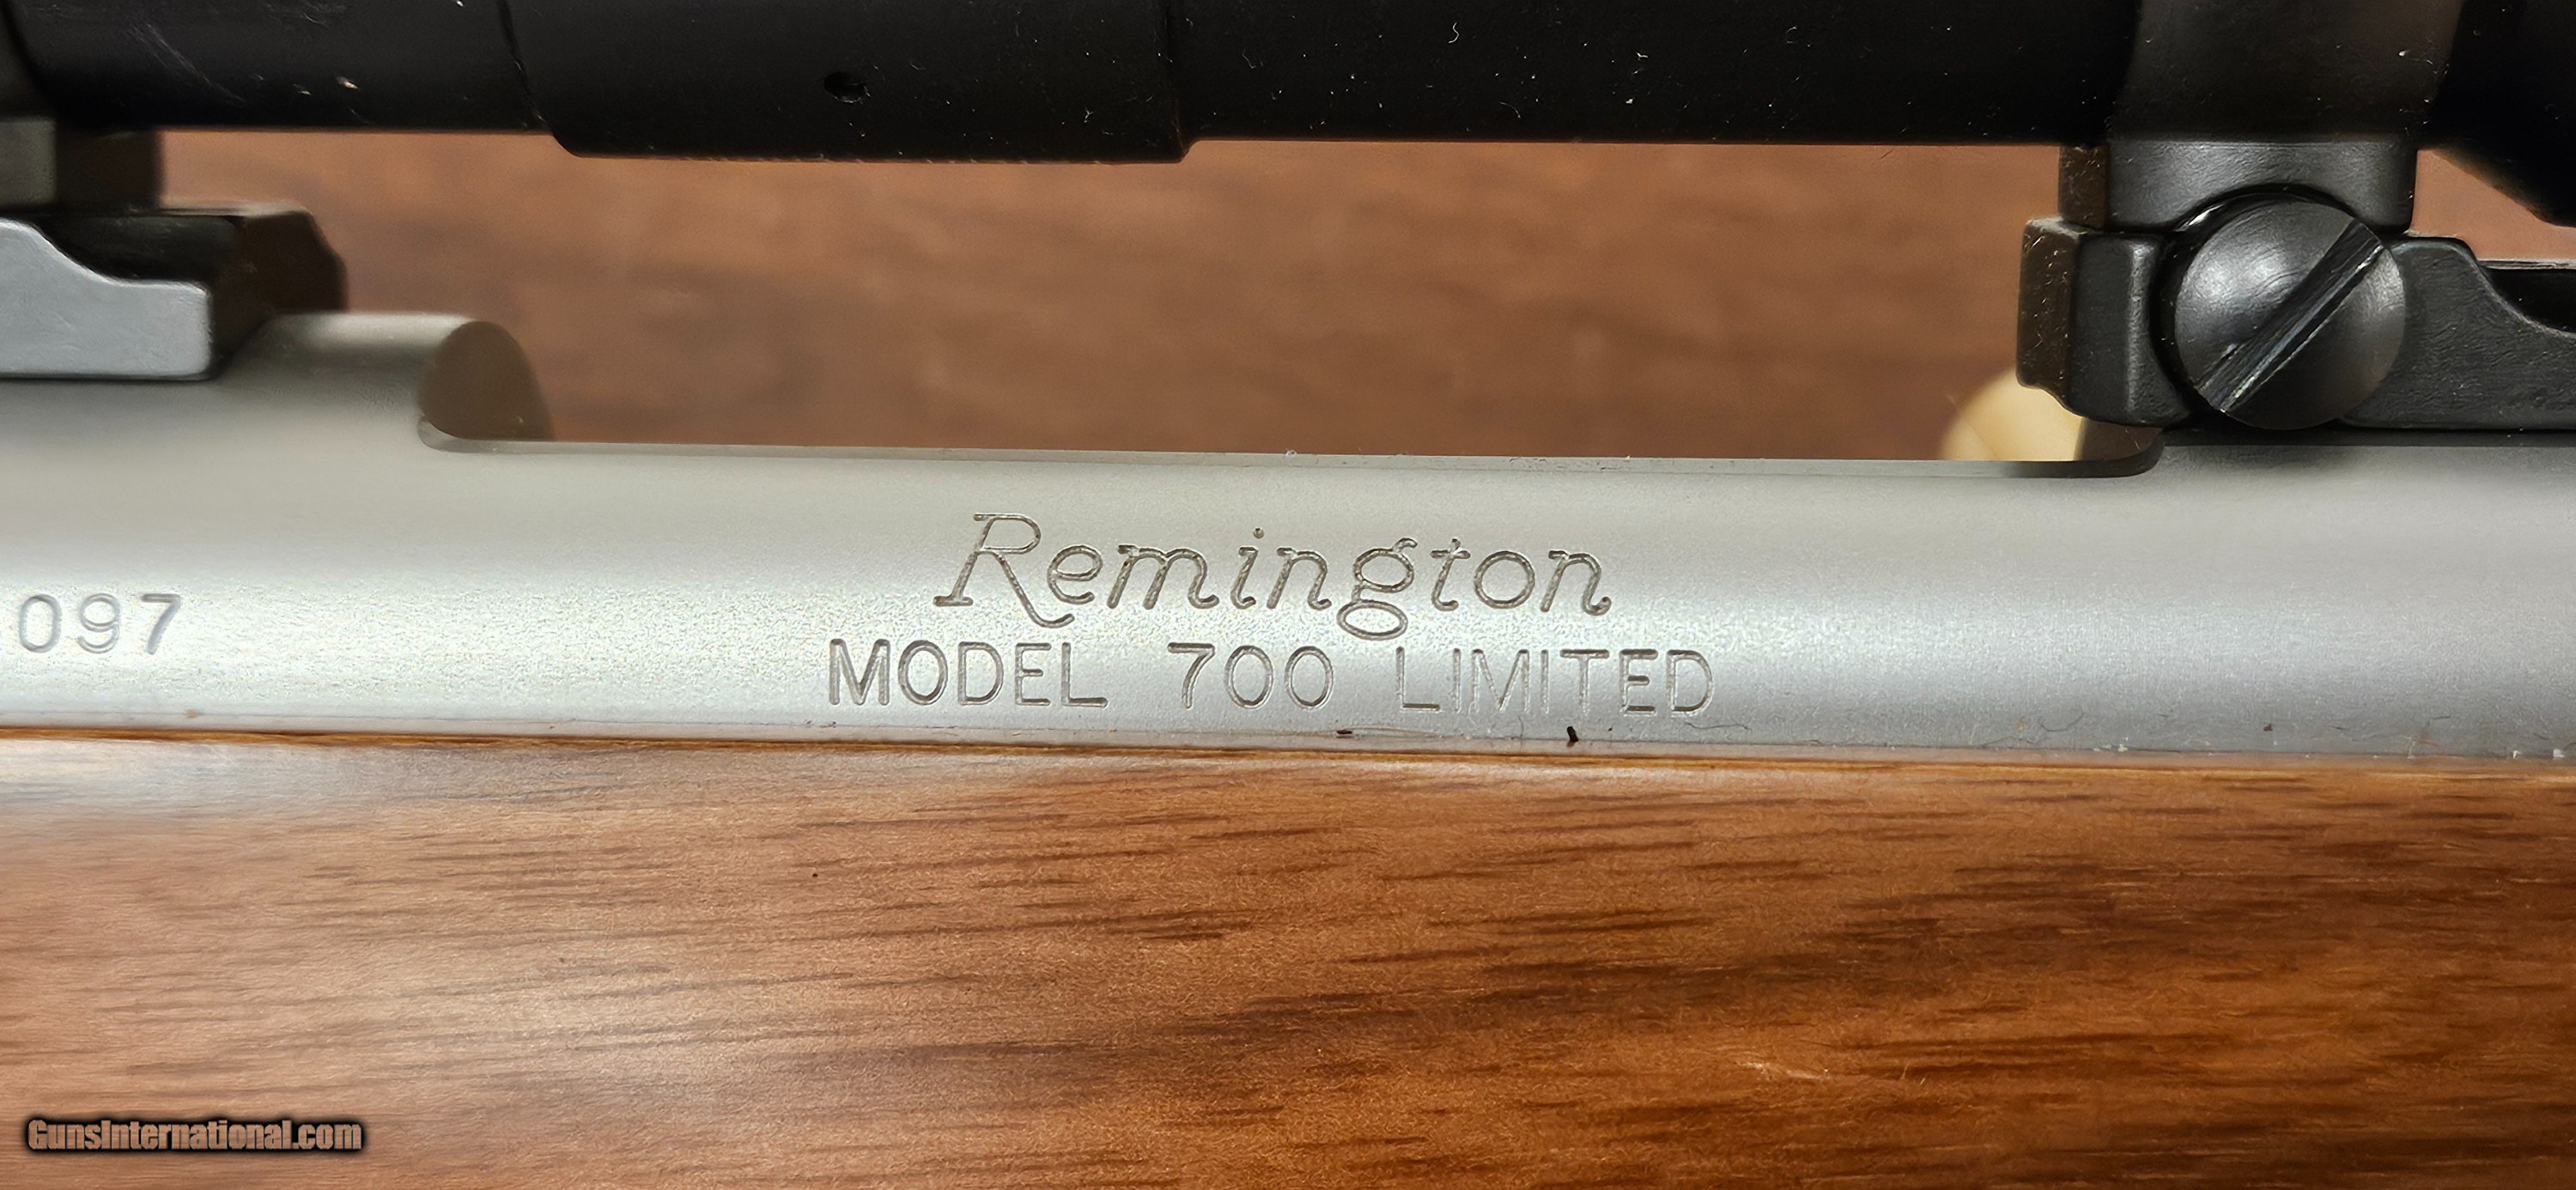 Remington
097
MODEL 700 LIMITED
GunsInternational.com